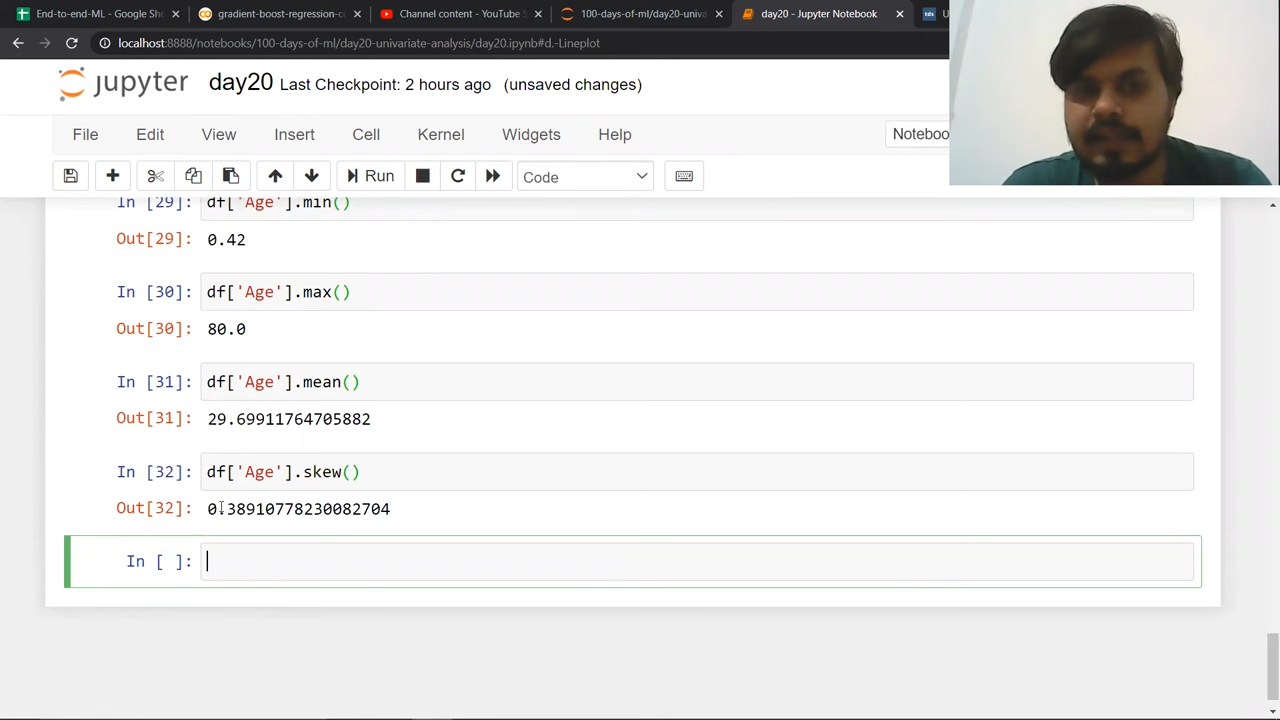 End-to-end-ML - Google She
gradient-boost-regression-co
Channel content - YouTube S
100-days-of-ml/day20-univa
day20 - Jupyter Notebook
tds
U
localhost:8888/notebooks/100-days-of-ml/day20-univariate-analysis/day20.ipynb#d.-Lineplot
jupyter day20 Last Checkpoint: 2 hours ago (unsaved changes)
File Edit View Insert Cell Kernel Widgets Help
Noteboo
Run
Code
In [29]: df['Age'].min()
Out[29]: 0.42
In [30]: df['Age'].max()
Out[30]: 80.0
In [31]: df['Age'].mean()
Out[31]: 29.69911764705882
In [32]: df['Age'].skew()
Out[32]: 0.38910778230082704
In [ ]: